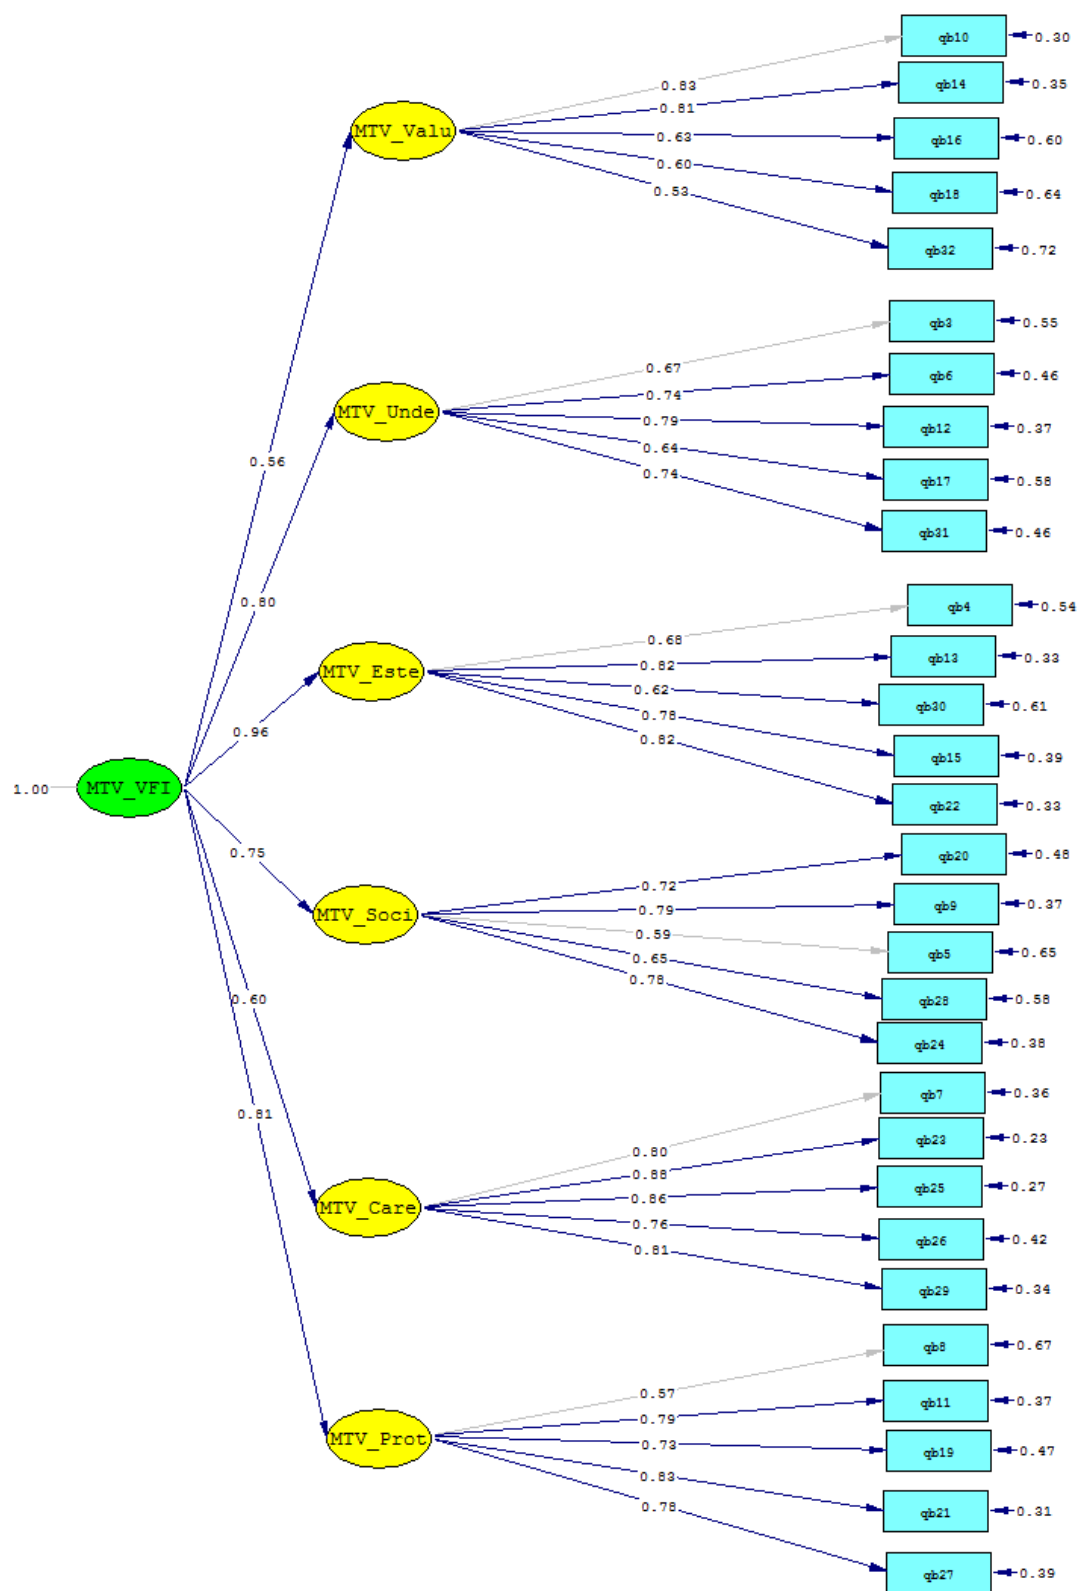 qb10 0.30
0.83
qb14 0.35
0.81
MTV_Valu
0.63
qb16 0.60
0.60
qb18 0.64
0.53
qb32 0.72
qb3 0.55
0.67
qb6 0.46
0.74
MTV_Unde
0.79
qb12 0.37
0.64
qb17 0.58
0.74
qb31 0.46
0.56
0.80
qb4 0.54
0.68
qb13 0.33
0.82
MTV_Este
0.62
qb30 0.61
0.78
qb15 0.39
0.82
qb22 0.33
0.96
1.00 MTV_VFI
0.75
qb20 0.48
0.72
qb9 0.37
0.79
MTV_Soci
0.59
qb5 0.65
0.65
qb28 0.58
0.78
qb24 0.38
0.60
0.81
qb7 0.36
0.80
qb23 0.23
0.88
MTV_Care
0.86
qb25 0.27
0.76
qb26 0.42
0.81
qb29 0.34
qb8 0.67
0.57
qb11 0.37
0.79
MTV_Prot
0.73
qb19 0.47
0.83
qb21 0.31
0.78
qb27 0.39